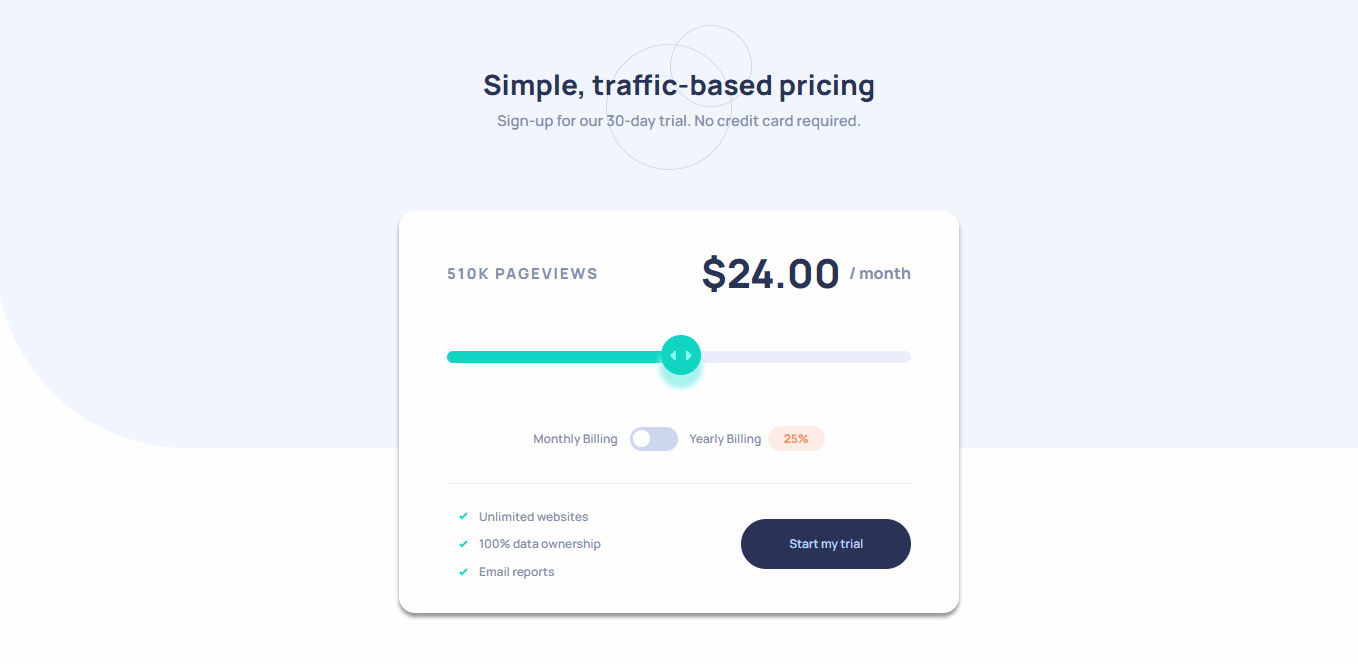 Simple, traffic-based pricing
Sign-up for our 30-day trial. No credit card required.
510K PAGEVIEWS
$24.00 / month
Monthly Billing Yearly Billing 25%
Unlimited websites
100% data ownership
Email reports
Start my trial